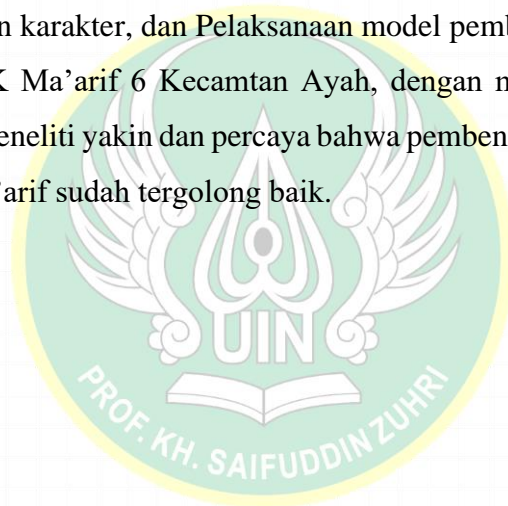 n karakter, dan Pelaksanaan model pemb
K Ma’arif 6 Kecamtan Ayah, dengan m
eneliti yakin dan percaya bahwa pemben
’arif sudah tergolong baik.
UIN
PROF. KH. SAIFUDDIN ZUHRI